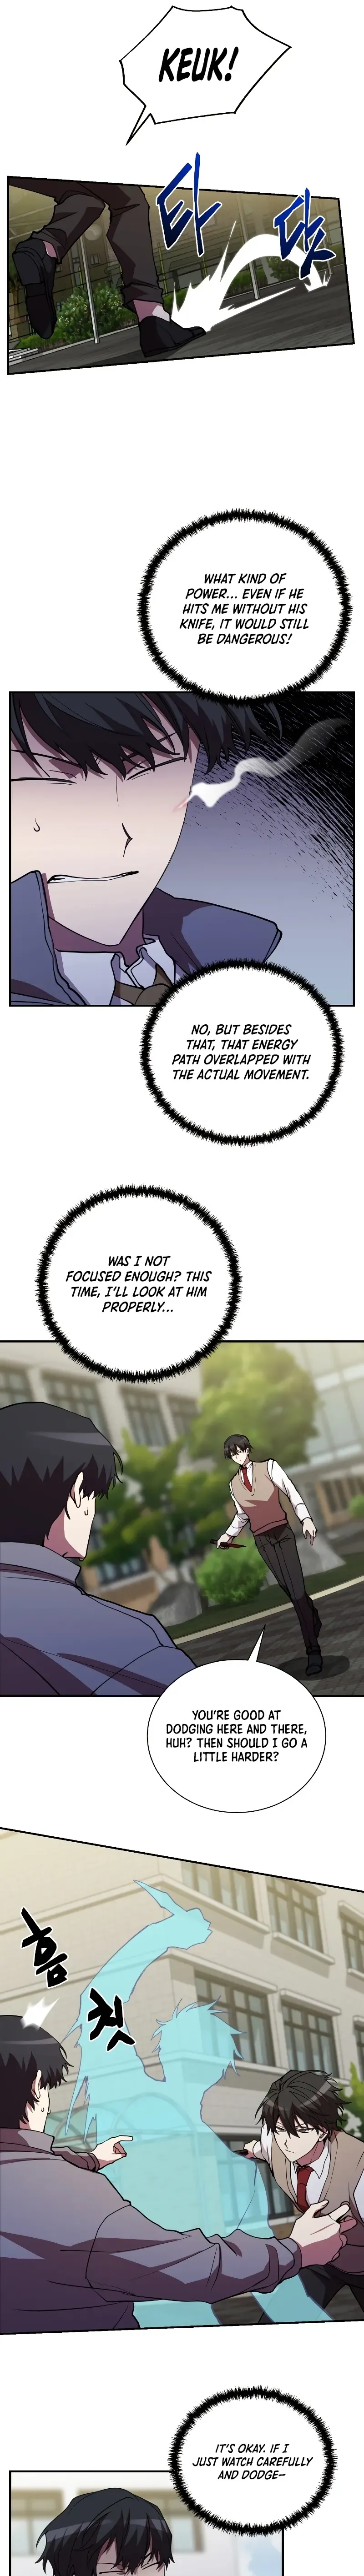 KEUK!
타
닷
WHAT KIND OF
POWER... EVEN IF HE
HITS ME WITHOUT HIS
KNIFE, IT WOULD STILL
BE DANGEROUS!
NO, BUT BESIDES
THAT, THAT ENERGY
PATH OVERLAPPED WITH
THE ACTUAL MOVEMENT.
WAS I NOT
FOCUSED ENOUGH? THIS
TIME, I'LL LOOK AT HIM
PROPERLY...
YOU'RE GOOD AT
DODGING HERE AND THERE,
HUH? THEN SHOULD I GO A
LITTLE HARDER?
흠
칫
IT'S OKAY. IF I
JUST WATCH CAREFULLY
AND DODGE~